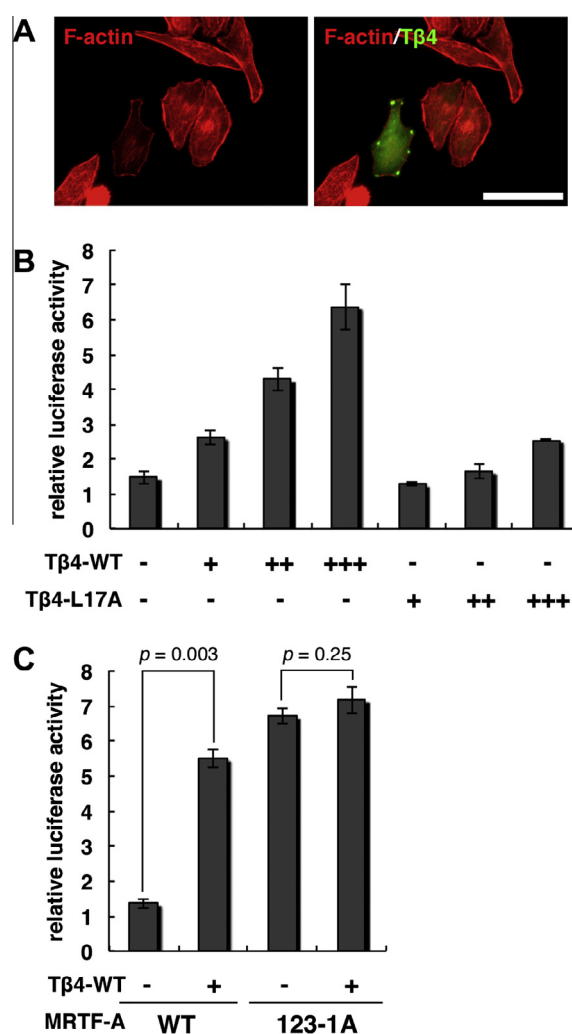 A F-actin F-actin/Tβ4
B
relative luciferase activity
8
7
6
5
4
3
2
1
0
Tβ4-WT - + ++ +++ - - -
Tβ4-L17A - - - - + ++ +++
C
p = 0.003 p = 0.25
relative luciferase activity
8
7
6
5
4
3
2
1
0
Tβ4-WT - + - +
MRTF-A WT 123-1A